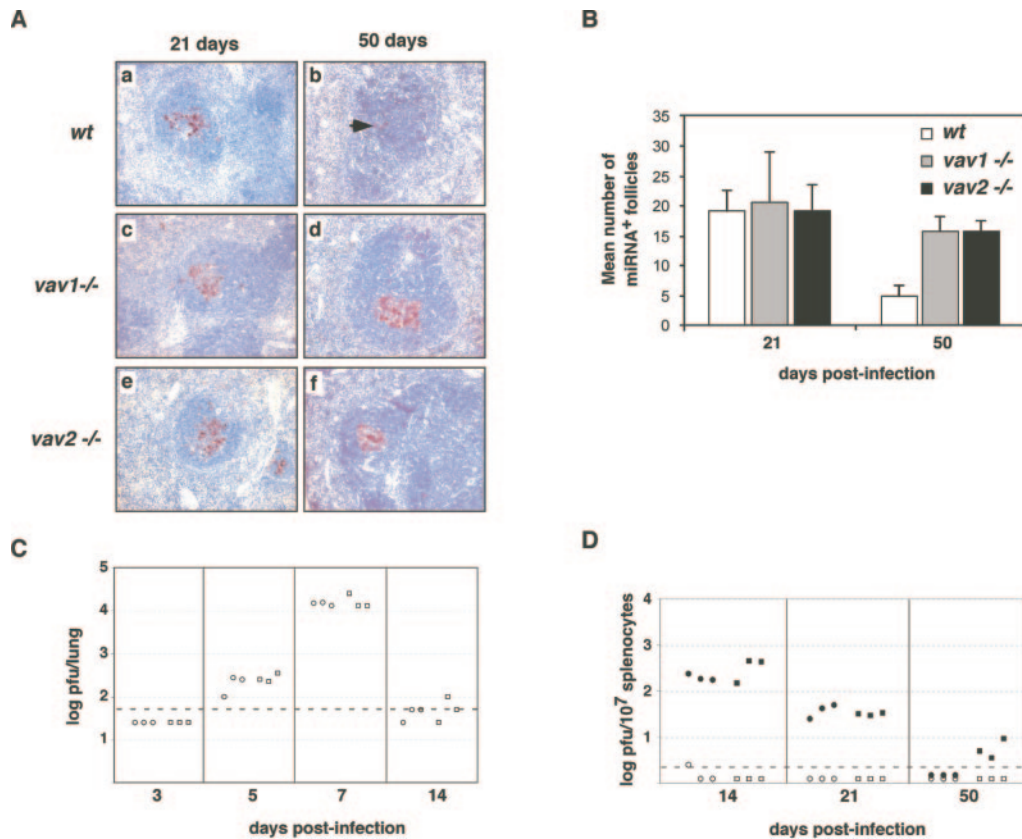 A
21 days
50 days
wt
a
b
vav1-/-
c
d
vav2 -/-
e
f
B
Mean number of
miRNA+ follicles
35
30
25
20
15
10
5
0
wt
vav1 -/-
vav2 -/-
21
50
days post-infection
C
log pfu/lung
5
4
3
2
1
3
5
7
14
days post-infection
D
log pfu/10⁷ splenocytes
4
3
2
1
14
21
50
days post-infection